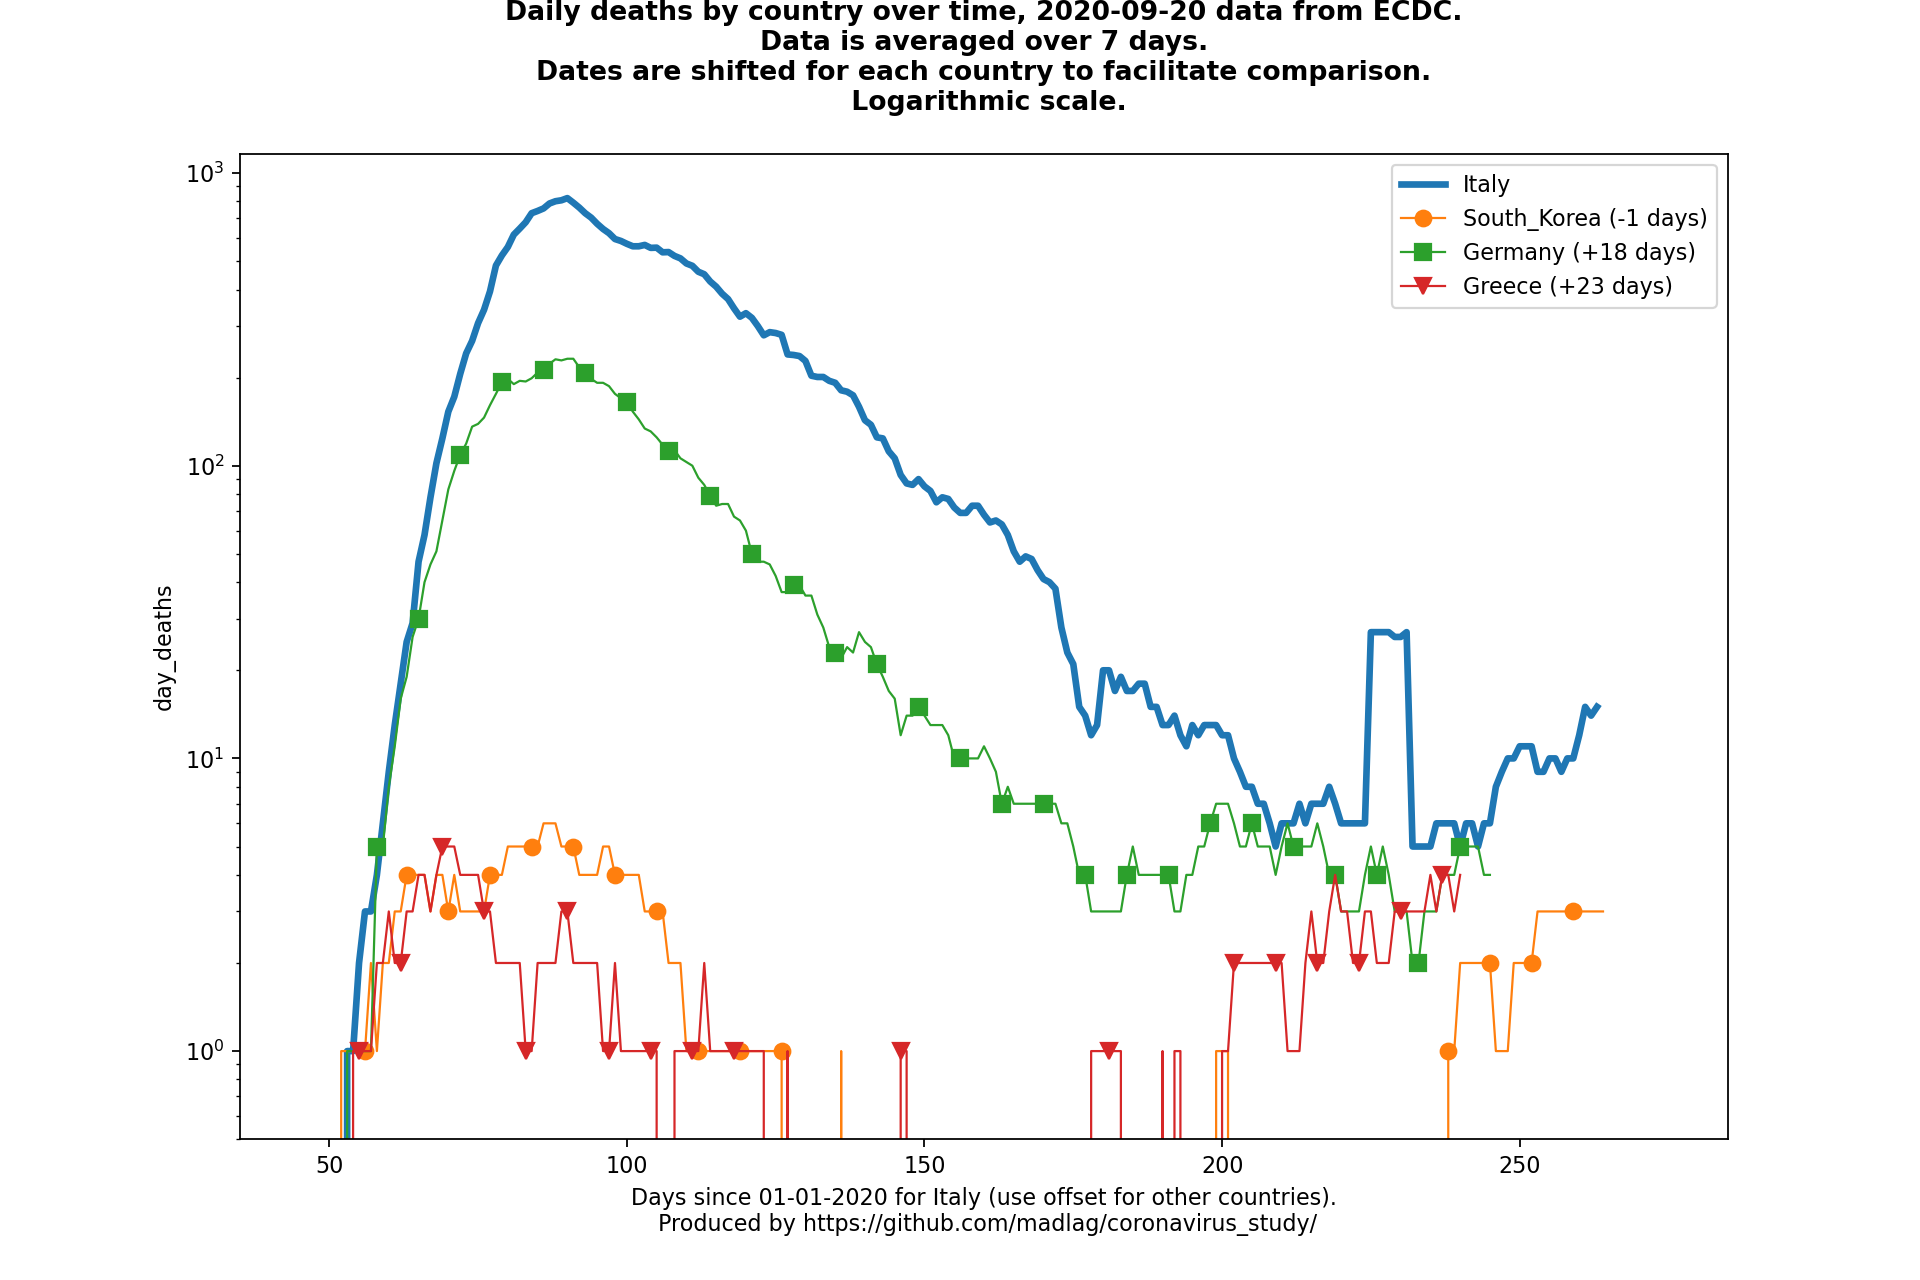 Daily deaths by country over time, 2020-09-20 data from ECDC.
Data is averaged over 7 days.
Dates are shifted for each country to facilitate comparison.
Logarithmic scale.
Italy
South_Korea (-1 days)
Germany (+18 days)
Greece (+23 days)
10³
10²
10¹
10⁰
day_deaths
50 100 150 200 250
Days since 01-01-2020 for Italy (use offset for other countries).
Produced by https://github.com/madlag/coronavirus_study/